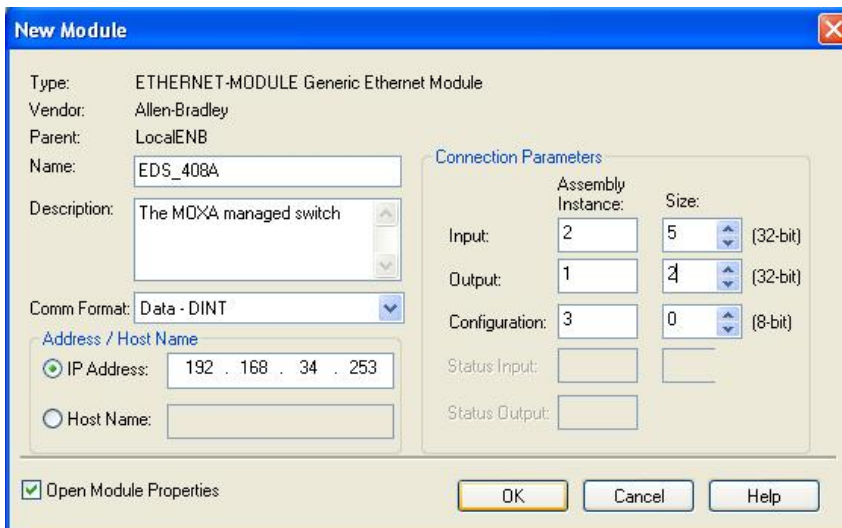 New Module
Type: ETHERNET-MODULE Generic Ethernet Module
Vendor: Allen-Bradley
Parent: LocalENB
Name: EDS_408A
Description: The MOXA managed switch
Comm Format: Data - DINT
Address / Host Name
IP Address: 192 . 168 . 34 . 253
Host Name:
Connection Parameters
Assembly Instance: Size:
Input: 2 5 (32-bit)
Output: 1 2 (32-bit)
Configuration: 3 0 (8-bit)
Status Input:
Status Output:
Open Module Properties
OK Cancel Help